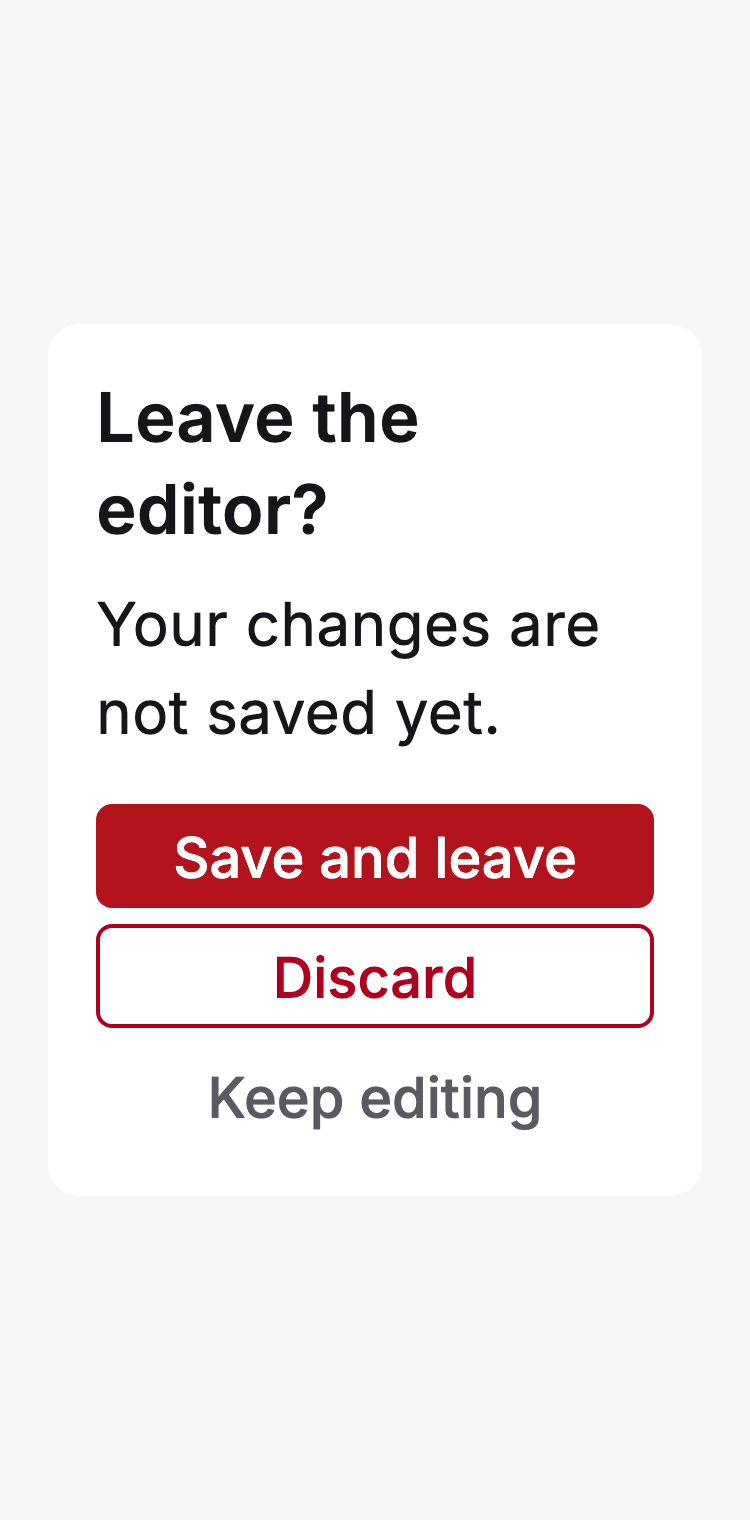 Leave the
editor?
Your changes are
not saved yet.
Save and leave
Discard
Keep editing